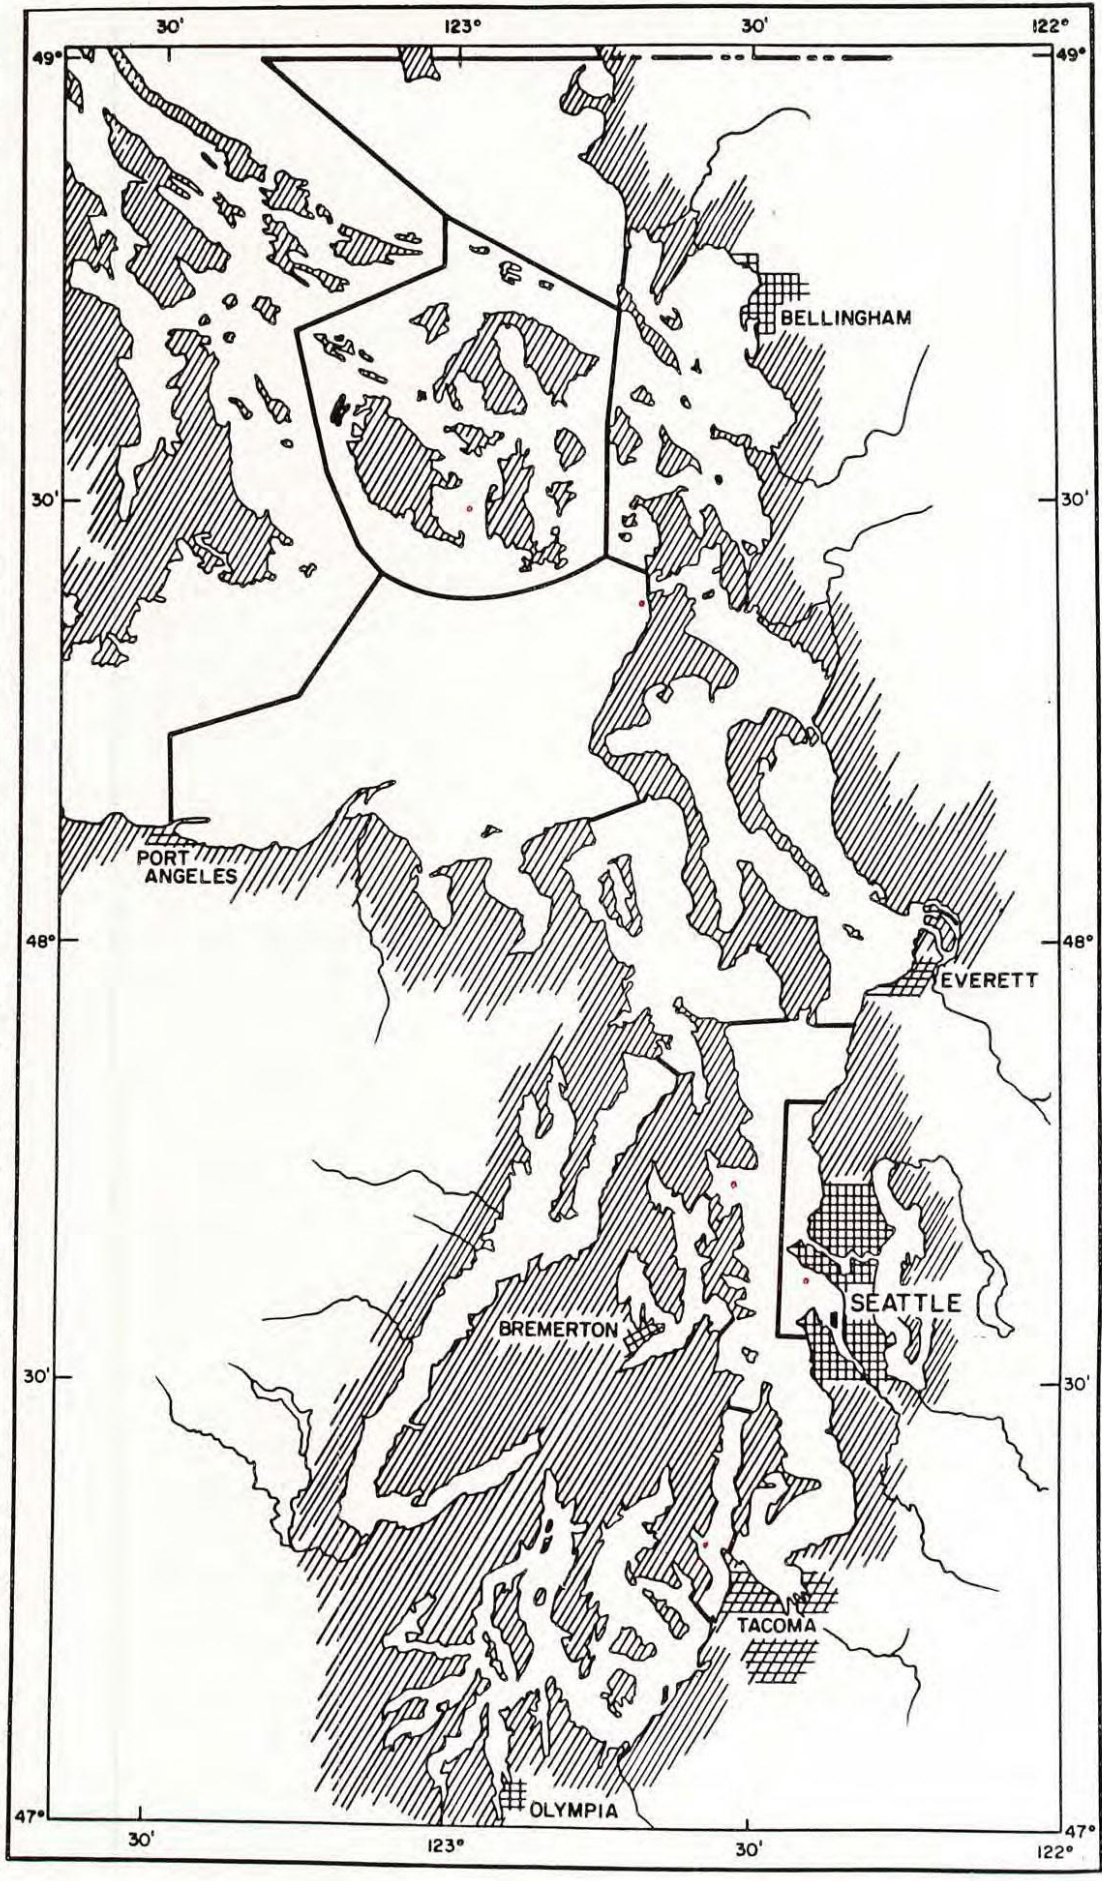 30' 123° 30' 122°
49° 49°
BELLINGHAM
30' 30'
PORT
ANGELES
48° 48°
EVERETT
SEATTLE
BREMERTON
30' 30'
TACOMA
OLYMPIA
47° 47°
30' 123° 30' 122°